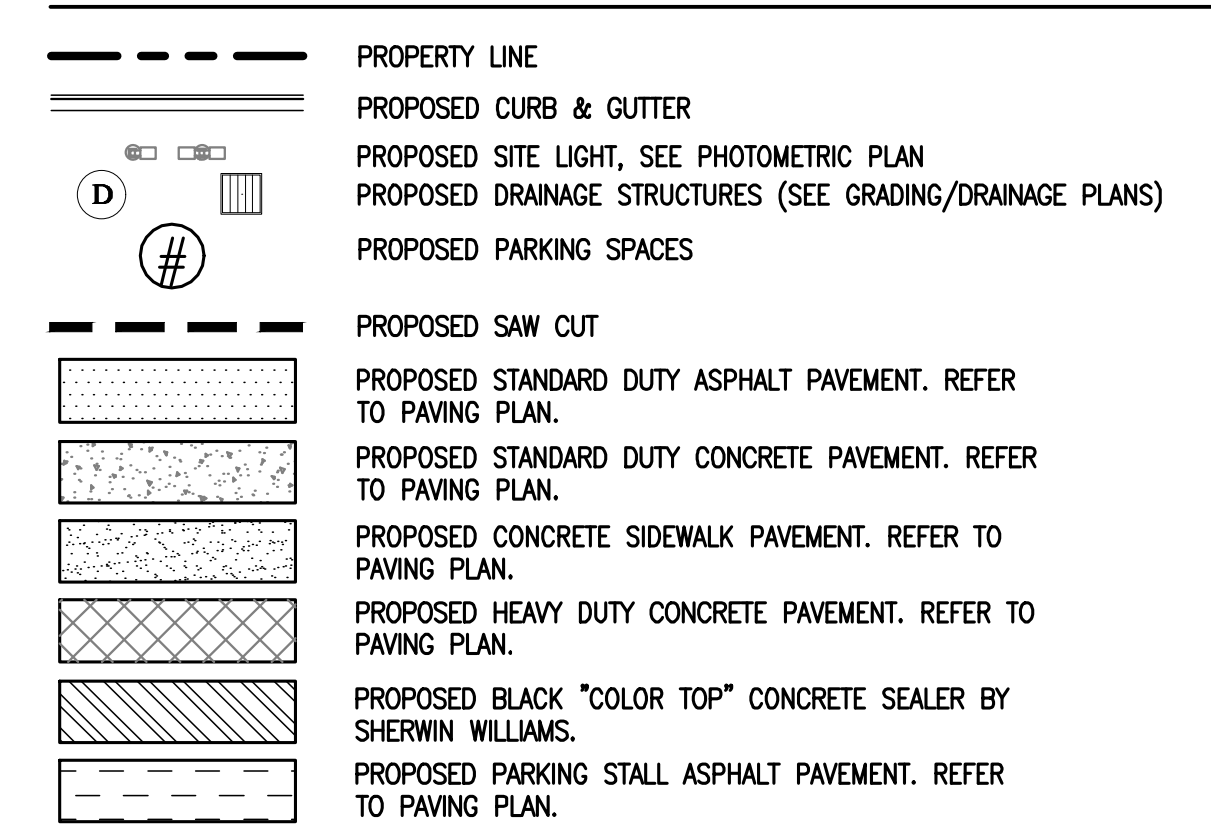 PROPERTY LINE
PROPOSED CURB & GUTTER
PROPOSED SITE LIGHT, SEE PHOTOMETRIC PLAN
D PROPOSED DRAINAGE STRUCTURES (SEE GRADING/DRAINAGE PLANS)
# PROPOSED PARKING SPACES
PROPOSED SAW CUT
PROPOSED STANDARD DUTY ASPHALT PAVEMENT. REFER
TO PAVING PLAN.
PROPOSED STANDARD DUTY CONCRETE PAVEMENT. REFER
TO PAVING PLAN.
PROPOSED CONCRETE SIDEWALK PAVEMENT. REFER TO
PAVING PLAN.
PROPOSED HEAVY DUTY CONCRETE PAVEMENT. REFER TO
PAVING PLAN.
PROPOSED BLACK "COLOR TOP" CONCRETE SEALER BY
SHERWIN WILLIAMS.
PROPOSED PARKING STALL ASPHALT PAVEMENT. REFER
TO PAVING PLAN.